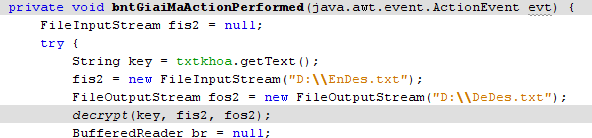 private void bntGiaiMaActionPerformed(java.awt.event.ActionEvent evt) {
FileInputStream fis2 = null;
try {
String key = txtkhoa.getText();
fis2 = new FileInputStream("D:\\EnDes.txt");
FileOutputStream fos2 = new FileOutputStream("D:\\DeDes.txt");
decrypt(key, fis2, fos2);
BufferedReader br = null;